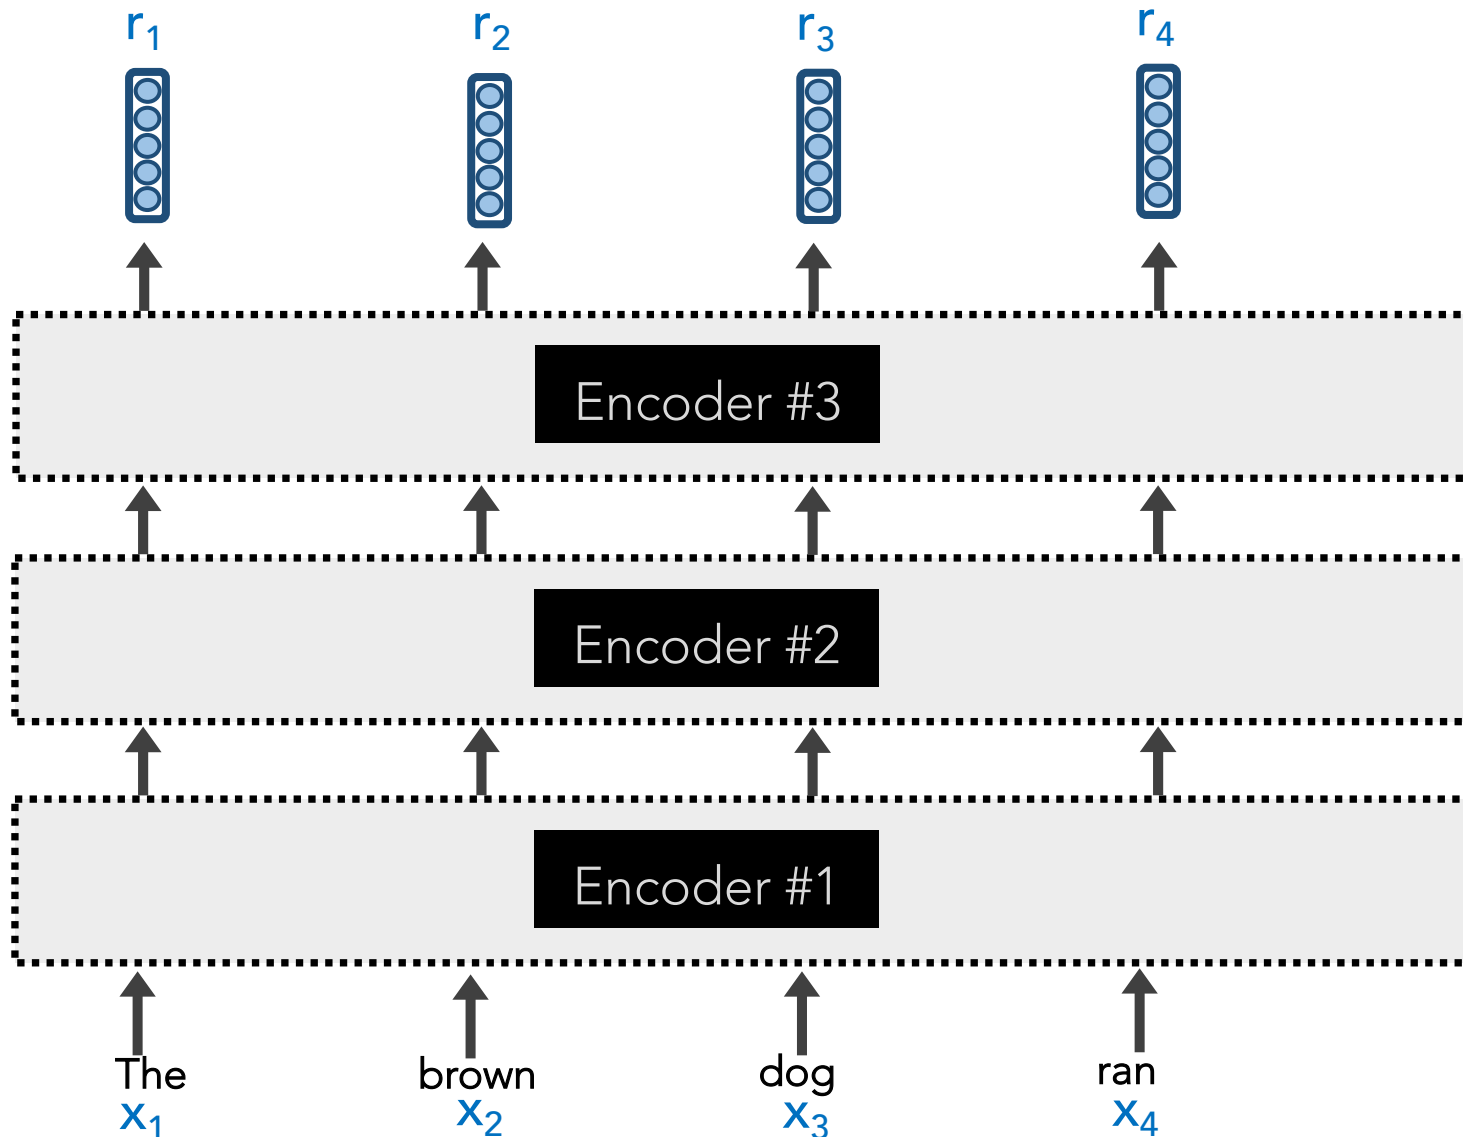 r₁ r₂ r₃ r₄
Encoder #3
Encoder #2
Encoder #1
The brown dog ran
x₁ x₂ x₃ x₄